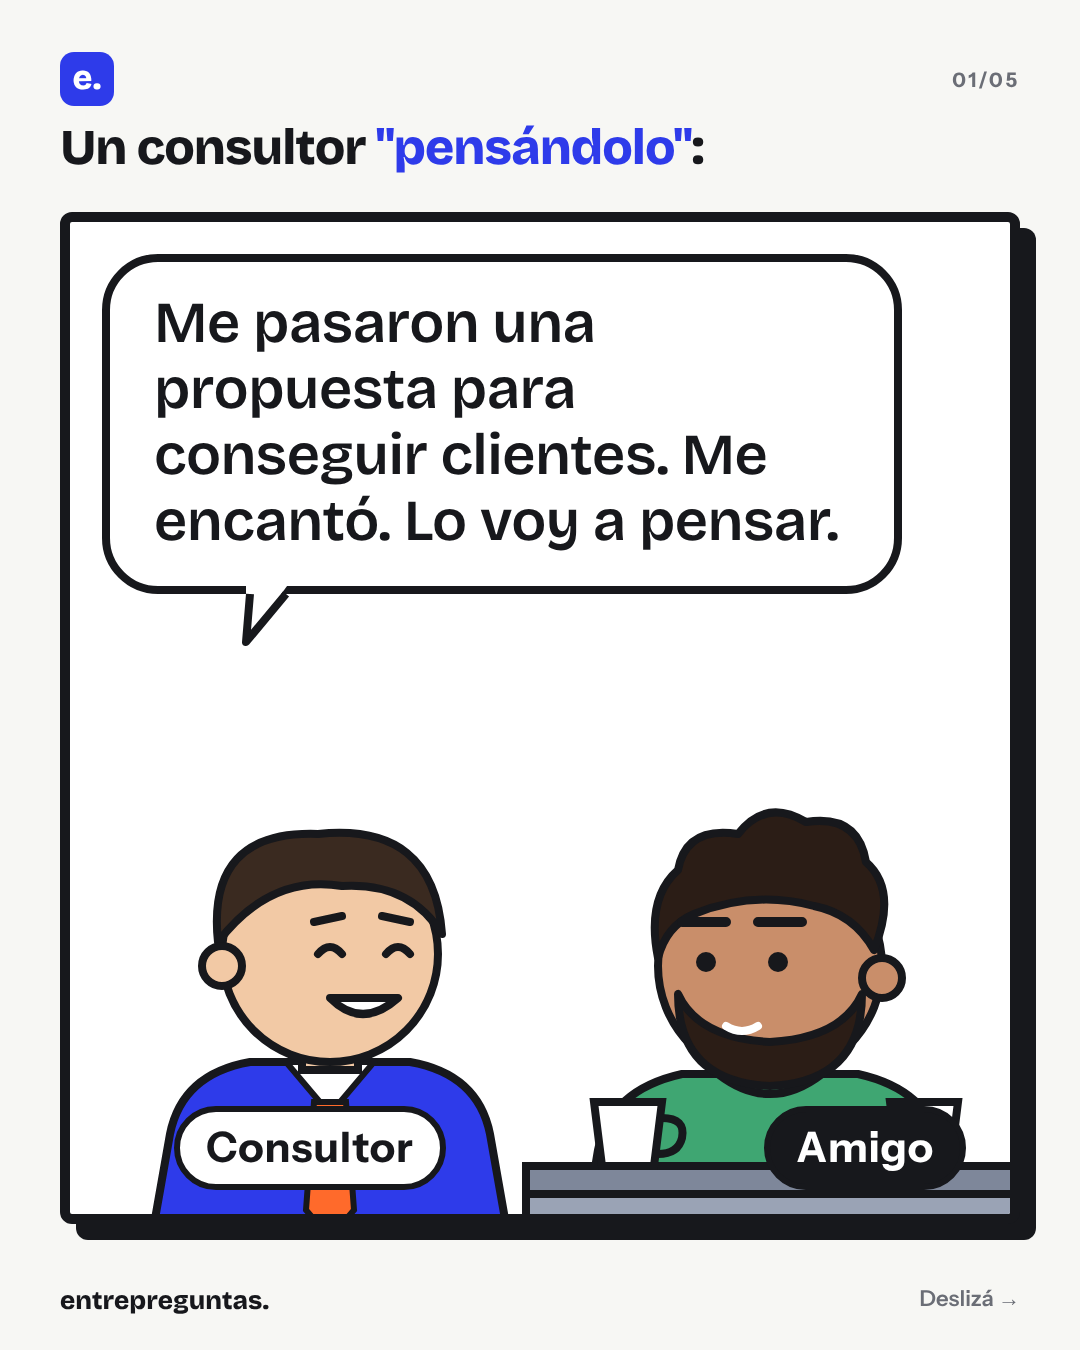 e.
01/05
Un consultor "pensándolo":
Me pasaron una
propuesta para
conseguir clientes. Me
encantó. Lo voy a pensar.
Consultor
Amigo
entrepreguntas.
Deslizá →